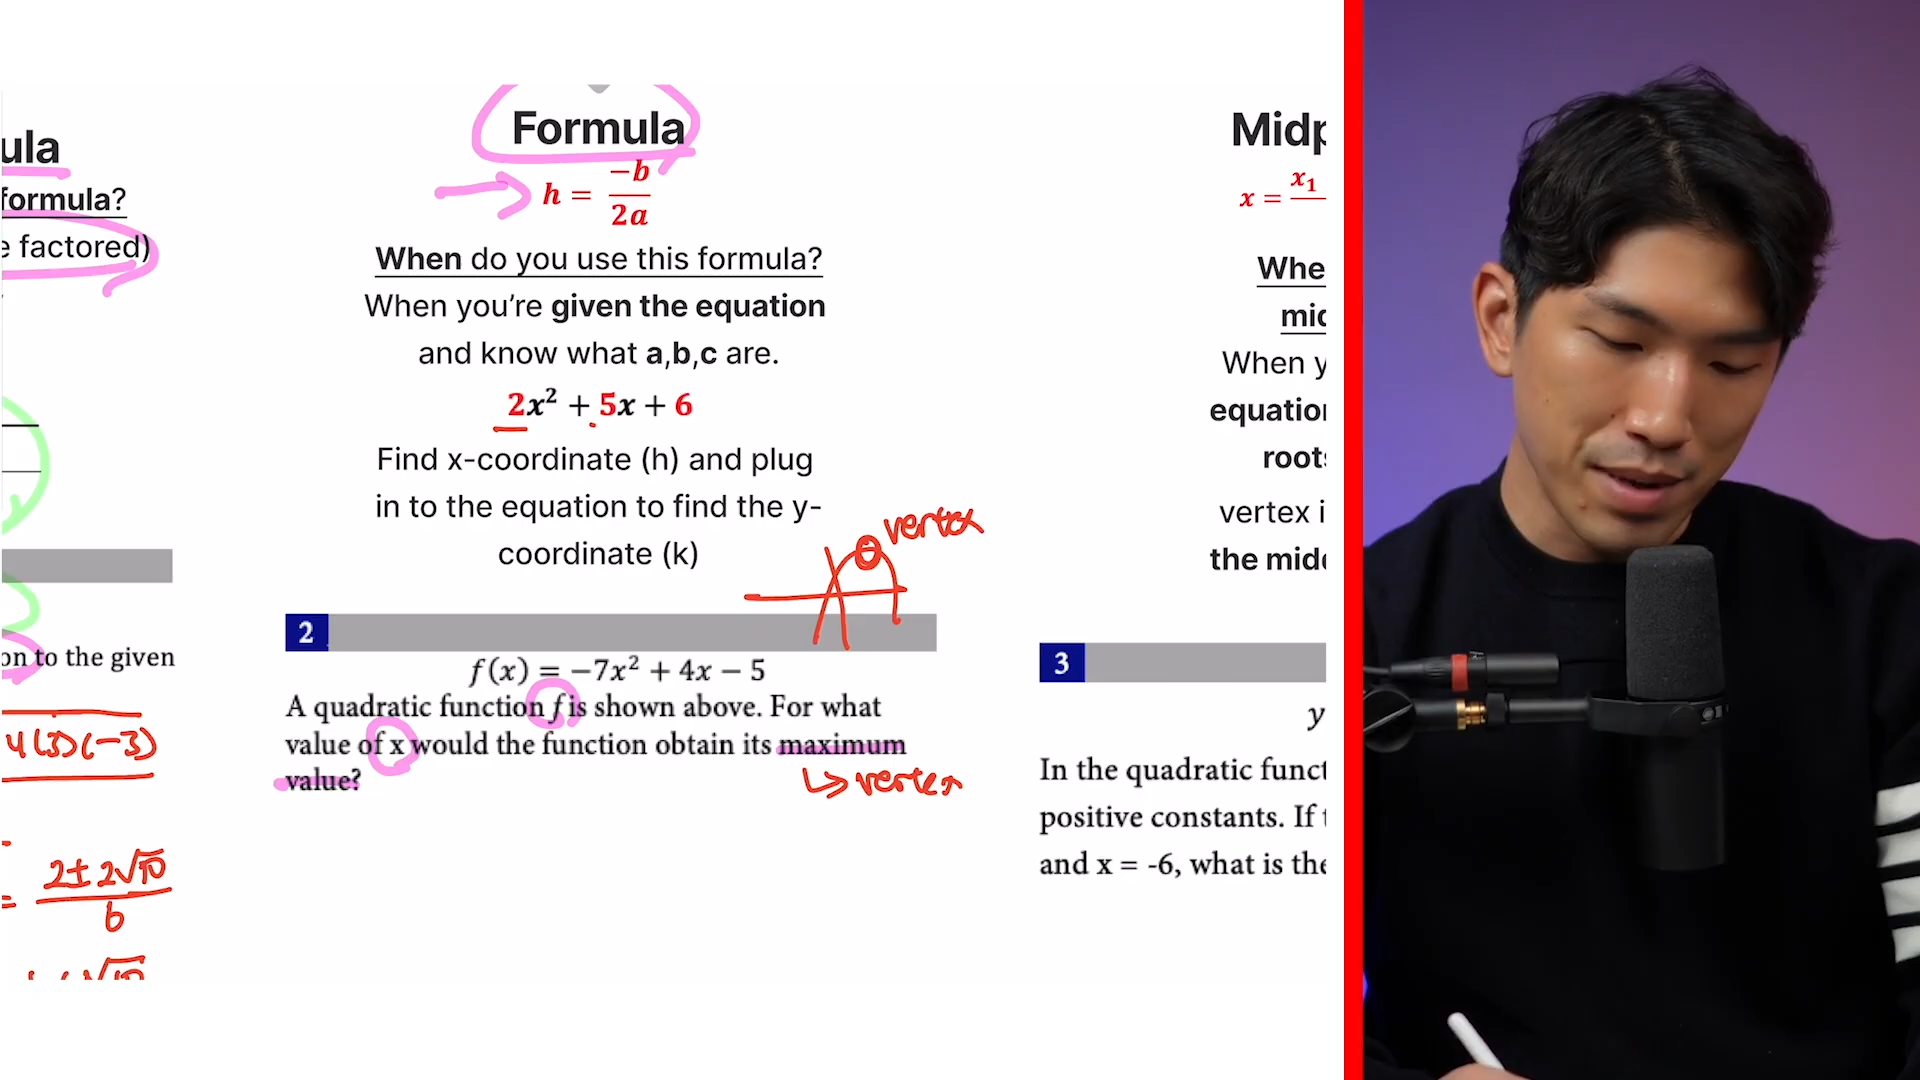 ula
formula?
e factored)
on to the given
4(3)(-3)
2±2√10
6
Formula
h = -b
2a
When do you use this formula?
When you're given the equation
and know what a,b,c are.
2x² + 5x + 6
Find x-coordinate (h) and plug
in to the equation to find the y-
coordinate (k)
vertex
2
f(x) = −7x² + 4x − 5
A quadratic function f is shown above. For what
value of x would the function obtain its maximum
value?
↳ vertex
Midp
x = x₁
Whe
mid
When y
equation
roots
vertex i
the midd
3
y
In the quadratic funct
positive constants. If t
and x = -6, what is the